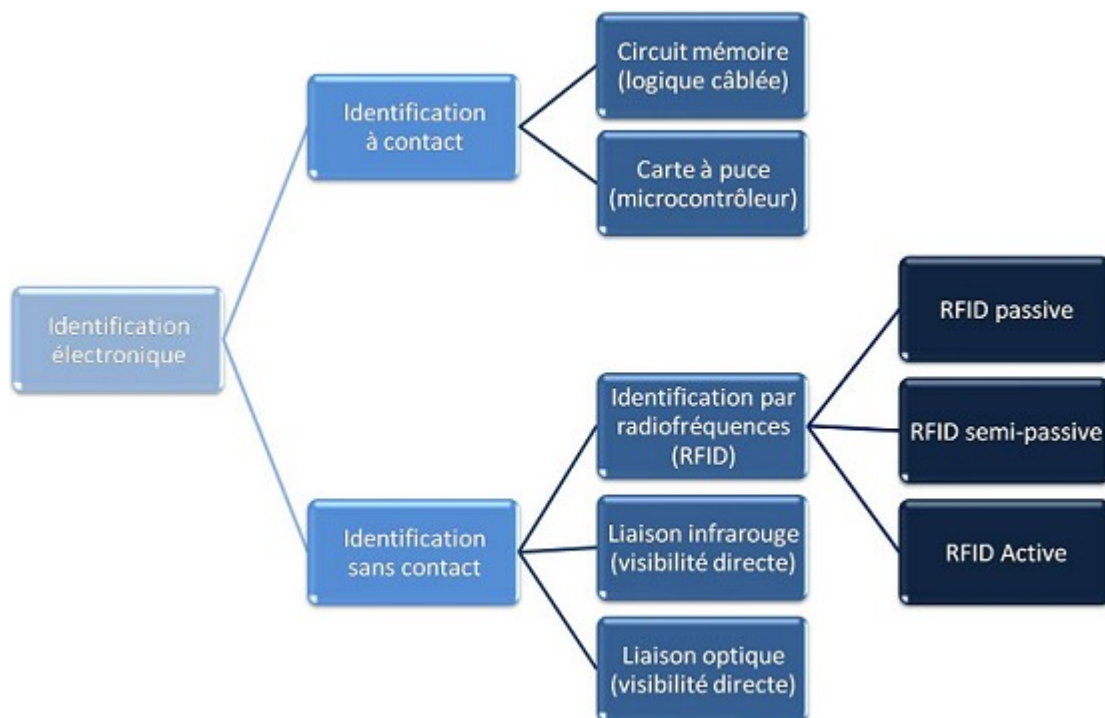 Identification
électronique
Identification
à contact
Circuit mémoire
(logique câblée)
Carte à puce
(microcontrôleur)
Identification
sans contact
Identification par
radiofréquences
(RFID)
RFID passive
RFID semi-passive
RFID Active
Liaison infrarouge
(visibilité directe)
Liaison optique
(visibilité directe)